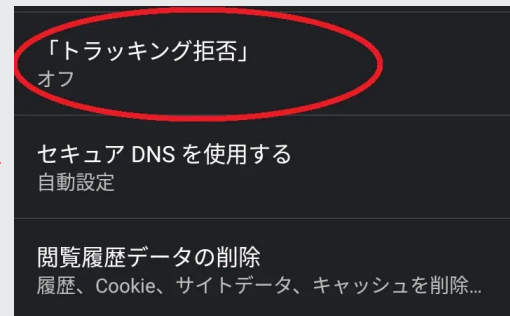 「トラッキング拒否」
オフ
セキュア DNS を使用する
自動設定
閲覧履歴データの削除
履歴、Cookie、サイトデータ、キャッシュを削除…